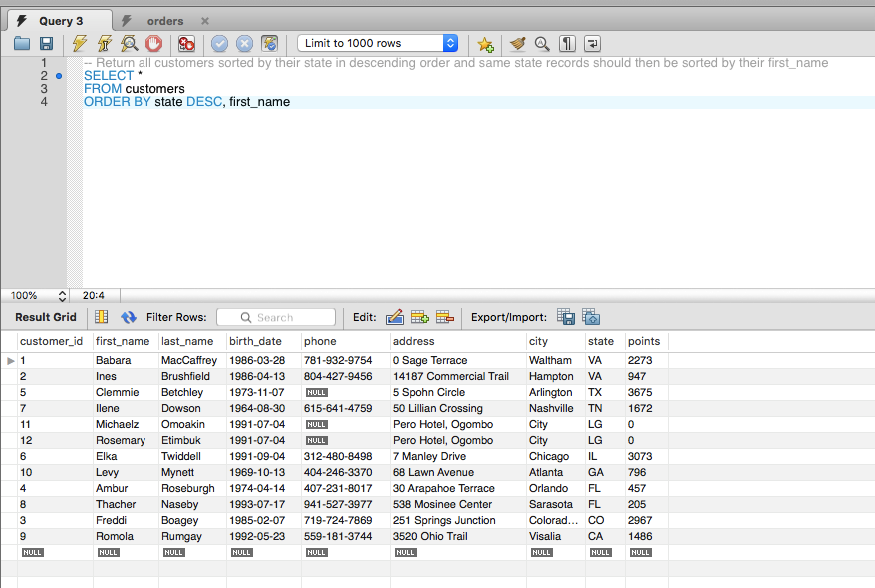 Query 3 orders
Limit to 1000 rows
1 -- Return all customers sorted by their state in descending order and same state records should then be sorted by their first_name
2 SELECT *
3 FROM customers
4 ORDER BY state DESC, first_name
100% 20:4
Result Grid Filter Rows: Search Edit: Export/Import:
customer_id first_name last_name birth_date phone address city state points
1 Babara MacCaffrey 1986-03-28 781-932-9754 0 Sage Terrace Waltham VA 2273
2 Ines Brushfield 1986-04-13 804-427-9456 14187 Commercial Trail Hampton VA 947
5 Clemmie Betchley 1973-11-07 NULL 5 Spohn Circle Arlington TX 3675
7 Ilene Dowson 1964-08-30 615-641-4759 50 Lillian Crossing Nashville TN 1672
11 Michaelz Omoakin 1991-07-04 NULL Pero Hotel, Ogombo City LG 0
12 Rosemary Etimbuk 1991-07-04 NULL Pero Hotel, Ogombo City LG 0
6 Elka Twiddell 1991-09-04 312-480-8498 7 Manley Drive Chicago IL 3073
10 Levy Mynett 1969-10-13 404-246-3370 68 Lawn Avenue Atlanta GA 796
4 Ambur Roseburgh 1974-04-14 407-231-8017 30 Arapahoe Terrace Orlando FL 457
8 Thacher Naseby 1993-07-17 941-527-3977 538 Mosinee Center Sarasota FL 205
3 Freddi Boagey 1985-02-07 719-724-7869 251 Springs Junction Colorad... CO 2967
9 Romola Rumgay 1992-05-23 559-181-3744 3520 Ohio Trail Visalia CA 1486
NULL NULL NULL NULL NULL NULL NULL NULL NULL